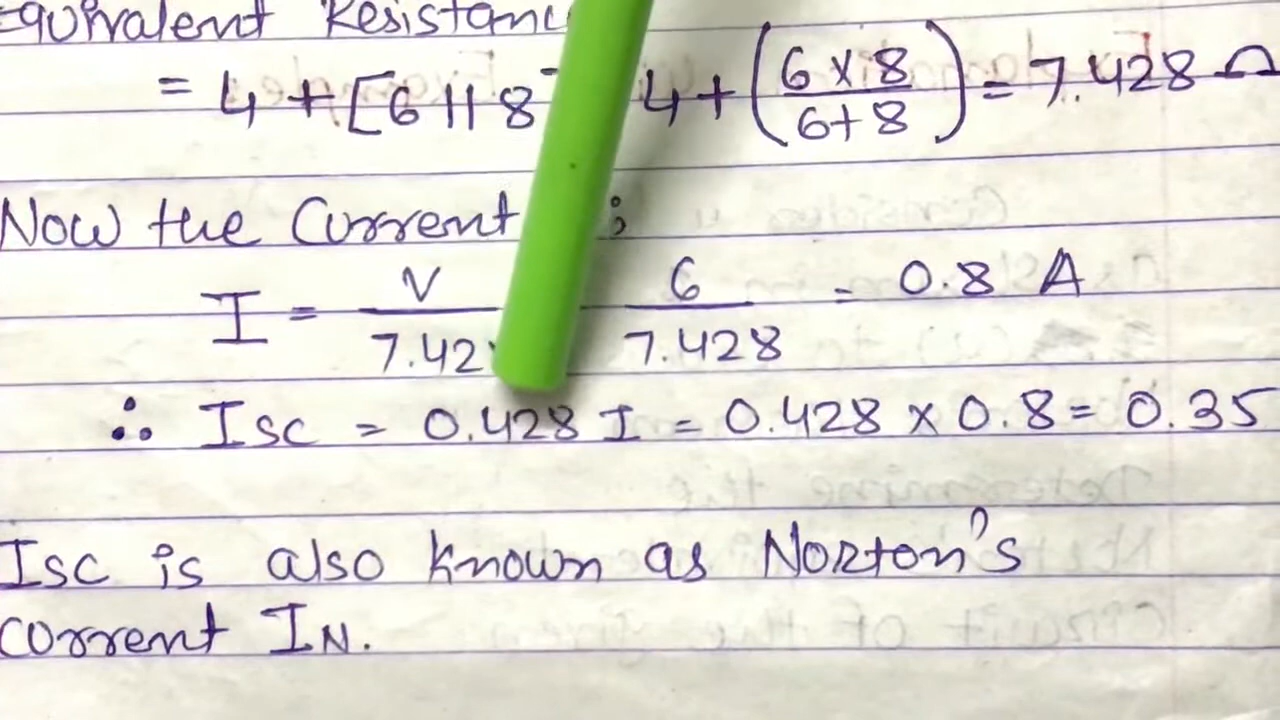 Equivalent Resistanc
= 4 + [6 || 8 4 + (6 x 8 / 6+8) = 7.428 Ω
Now the Current ;
I = V / 7.42 6 / 7.428 = 0.8 A
∴ Isc = 0.428 I = 0.428 x 0.8 = 0.35
Isc is also known as Norton's
current IN.